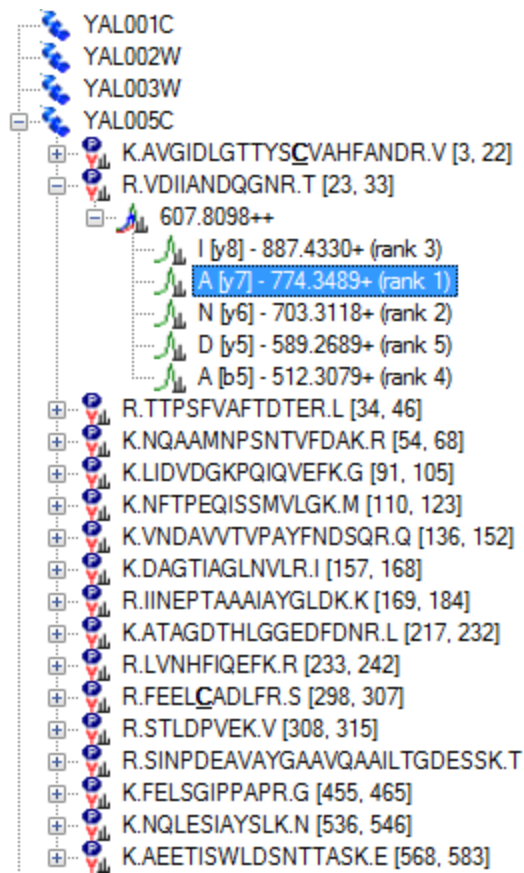 YAL001C
YAL002W
YAL003W
YAL005C
K.AVGIDLGTTYSCVAHFANDR.V [3, 22]
R.VDIIANDQGNR.T [23, 33]
607.8098++
I [y8] - 887.4330+ (rank 3)
A [y7] - 774.3489+ (rank 1)
N [y6] - 703.3118+ (rank 2)
D [y5] - 589.2689+ (rank 5)
A [b5] - 512.3079+ (rank 4)
R.TTPSFVAFTDTER.L [34, 46]
K.NQAAMNPSNTVFDAK.R [54, 68]
K.LIDVDGKPQIQVEFK.G [91, 105]
K.NFTPEQISSMVLGK.M [110, 123]
K.VNDAVVTVPAYFNDSQR.Q [136, 152]
K.DAGTIAGLNVLR.I [157, 168]
R.IINEPTAAAIAYGLDK.K [169, 184]
K.ATAGDTHLGGEDFDNR.L [217, 232]
R.LVNHFIQEFK.R [233, 242]
R.FEELCADLFR.S [298, 307]
R.STLDPVEK.V [308, 315]
R.SINPDEAVAYGAAVQAAILTGDESSK.T
K.FELSGIPPAPR.G [455, 465]
K.NQLESIAYSLK.N [536, 546]
K.AEETISWLDSNTTASK.E [568, 583]